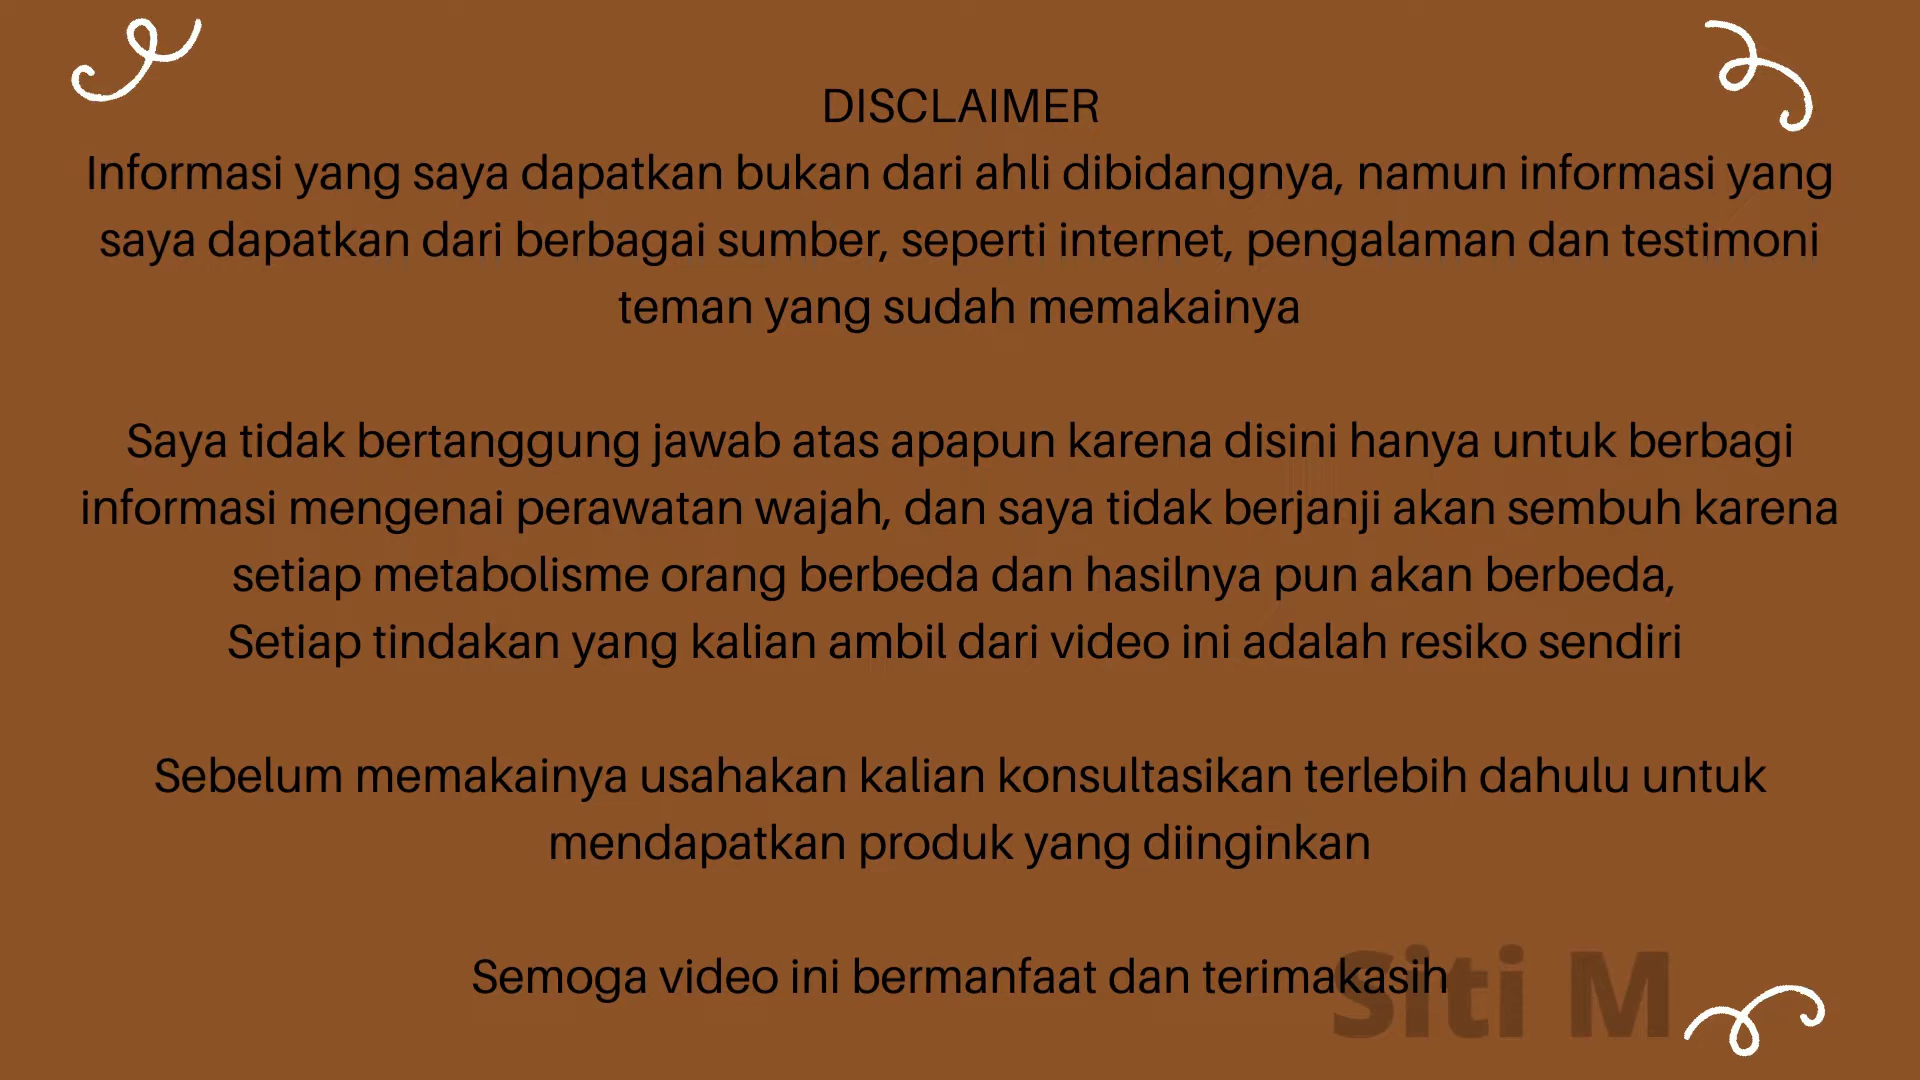 DISCLAIMER
Informasi yang saya dapatkan bukan dari ahli dibidangnya, namun informasi yang
saya dapatkan dari berbagai sumber, seperti internet, pengalaman dan testimoni
teman yang sudah memakainya
Saya tidak bertanggung jawab atas apapun karena disini hanya untuk berbagi
informasi mengenai perawatan wajah, dan saya tidak berjanji akan sembuh karena
setiap metabolisme orang berbeda dan hasilnya pun akan berbeda,
Setiap tindakan yang kalian ambil dari video ini adalah resiko sendiri
Sebelum memakainya usahakan kalian konsultasikan terlebih dahulu untuk
mendapatkan produk yang diinginkan
Semoga video ini bermanfaat dan terimakasih
Siti M